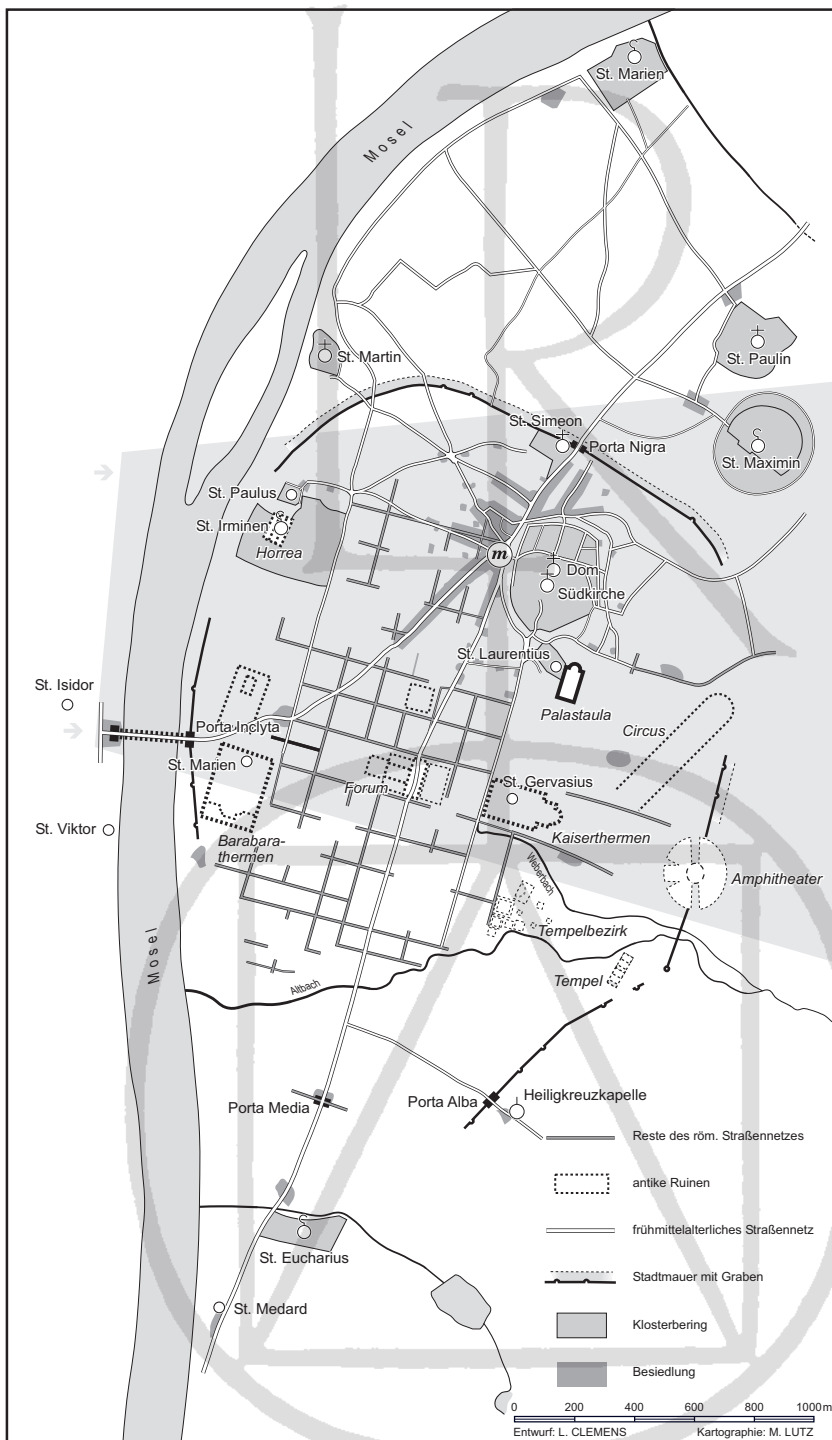 St. Marien
Mosel
St. Martin
St. Paulin
St. Simeon
Porta Nigra
St. Maximin
St. Paulus
St. Irminen
Horrea
m
Dom
Südkirche
St. Laurentius
St. Isidor
Palastaula
Circus
Porta Inclyta
St. Marien
Forum
St. Gervasius
St. Viktor
Barabara-
thermen
Kaiserthermen
Weberbach
Amphitheater
Tempelbezirk
Mosel
Tempel
Altbach
Porta Media
Porta Alba
Heiligkreuzkapelle
Reste des röm. Straßennetzes
antike Ruinen
frühmittelalterliches Straßennetz
St. Eucharius
Stadtmauer mit Graben
St. Medard
Klosterbering
Besiedlung
0 200 400 600 800 1000m
Entwurf: L. CLEMENS Kartographie: M. LUTZ